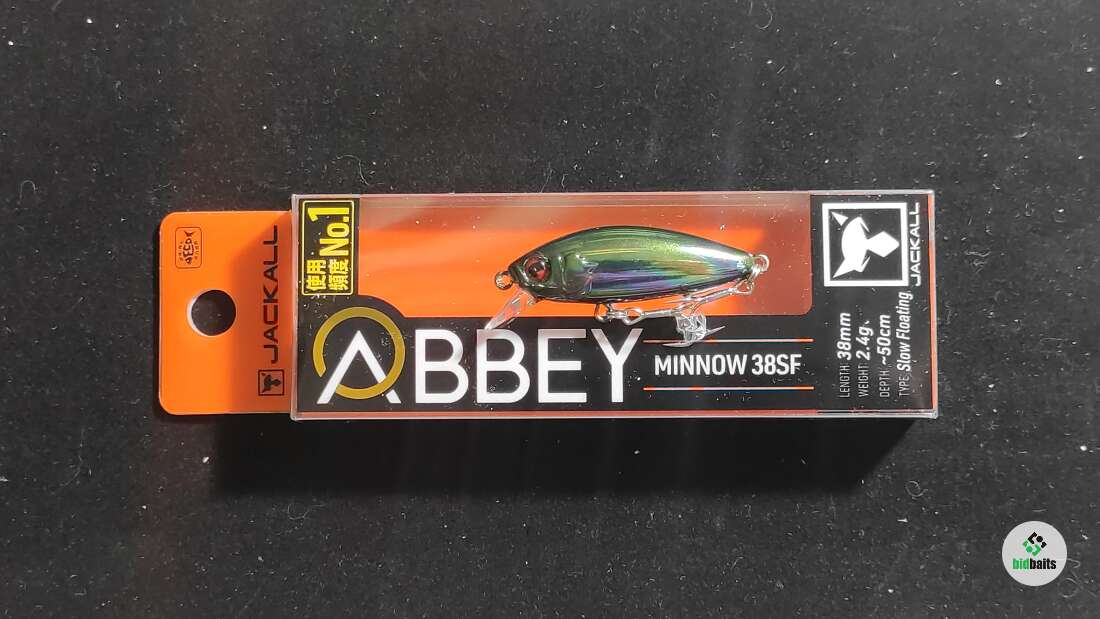 JACKALL
使用
頻度
No.1
ABBEY
MINNOW 38SF
JACKALL
LENGTH: 38mm
WEIGHT: 2.4g
DEPTH: ~50cm
TYPE: Slow Floating
bidbaits